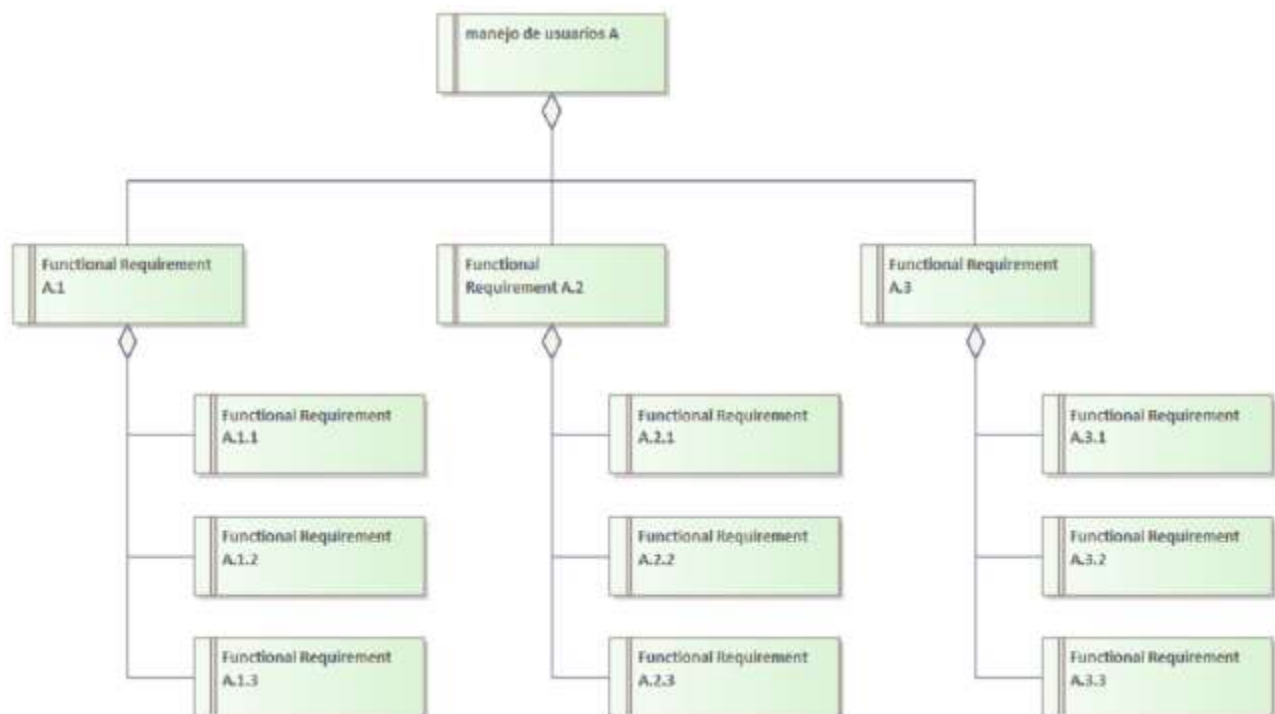 manejo de usuarios A
Functional Requirement
A.1
Functional
Requirement A.2
Functional Requirement
A.3
Functional Requirement
A.1.1
Functional Requirement
A.2.1
Functional Requirement
A.3.1
Functional Requirement
A.1.2
Functional Requirement
A.2.2
Functional Requirement
A.3.2
Functional Requirement
A.1.3
Functional Requirement
A.2.3
Functional Requirement
A.3.3